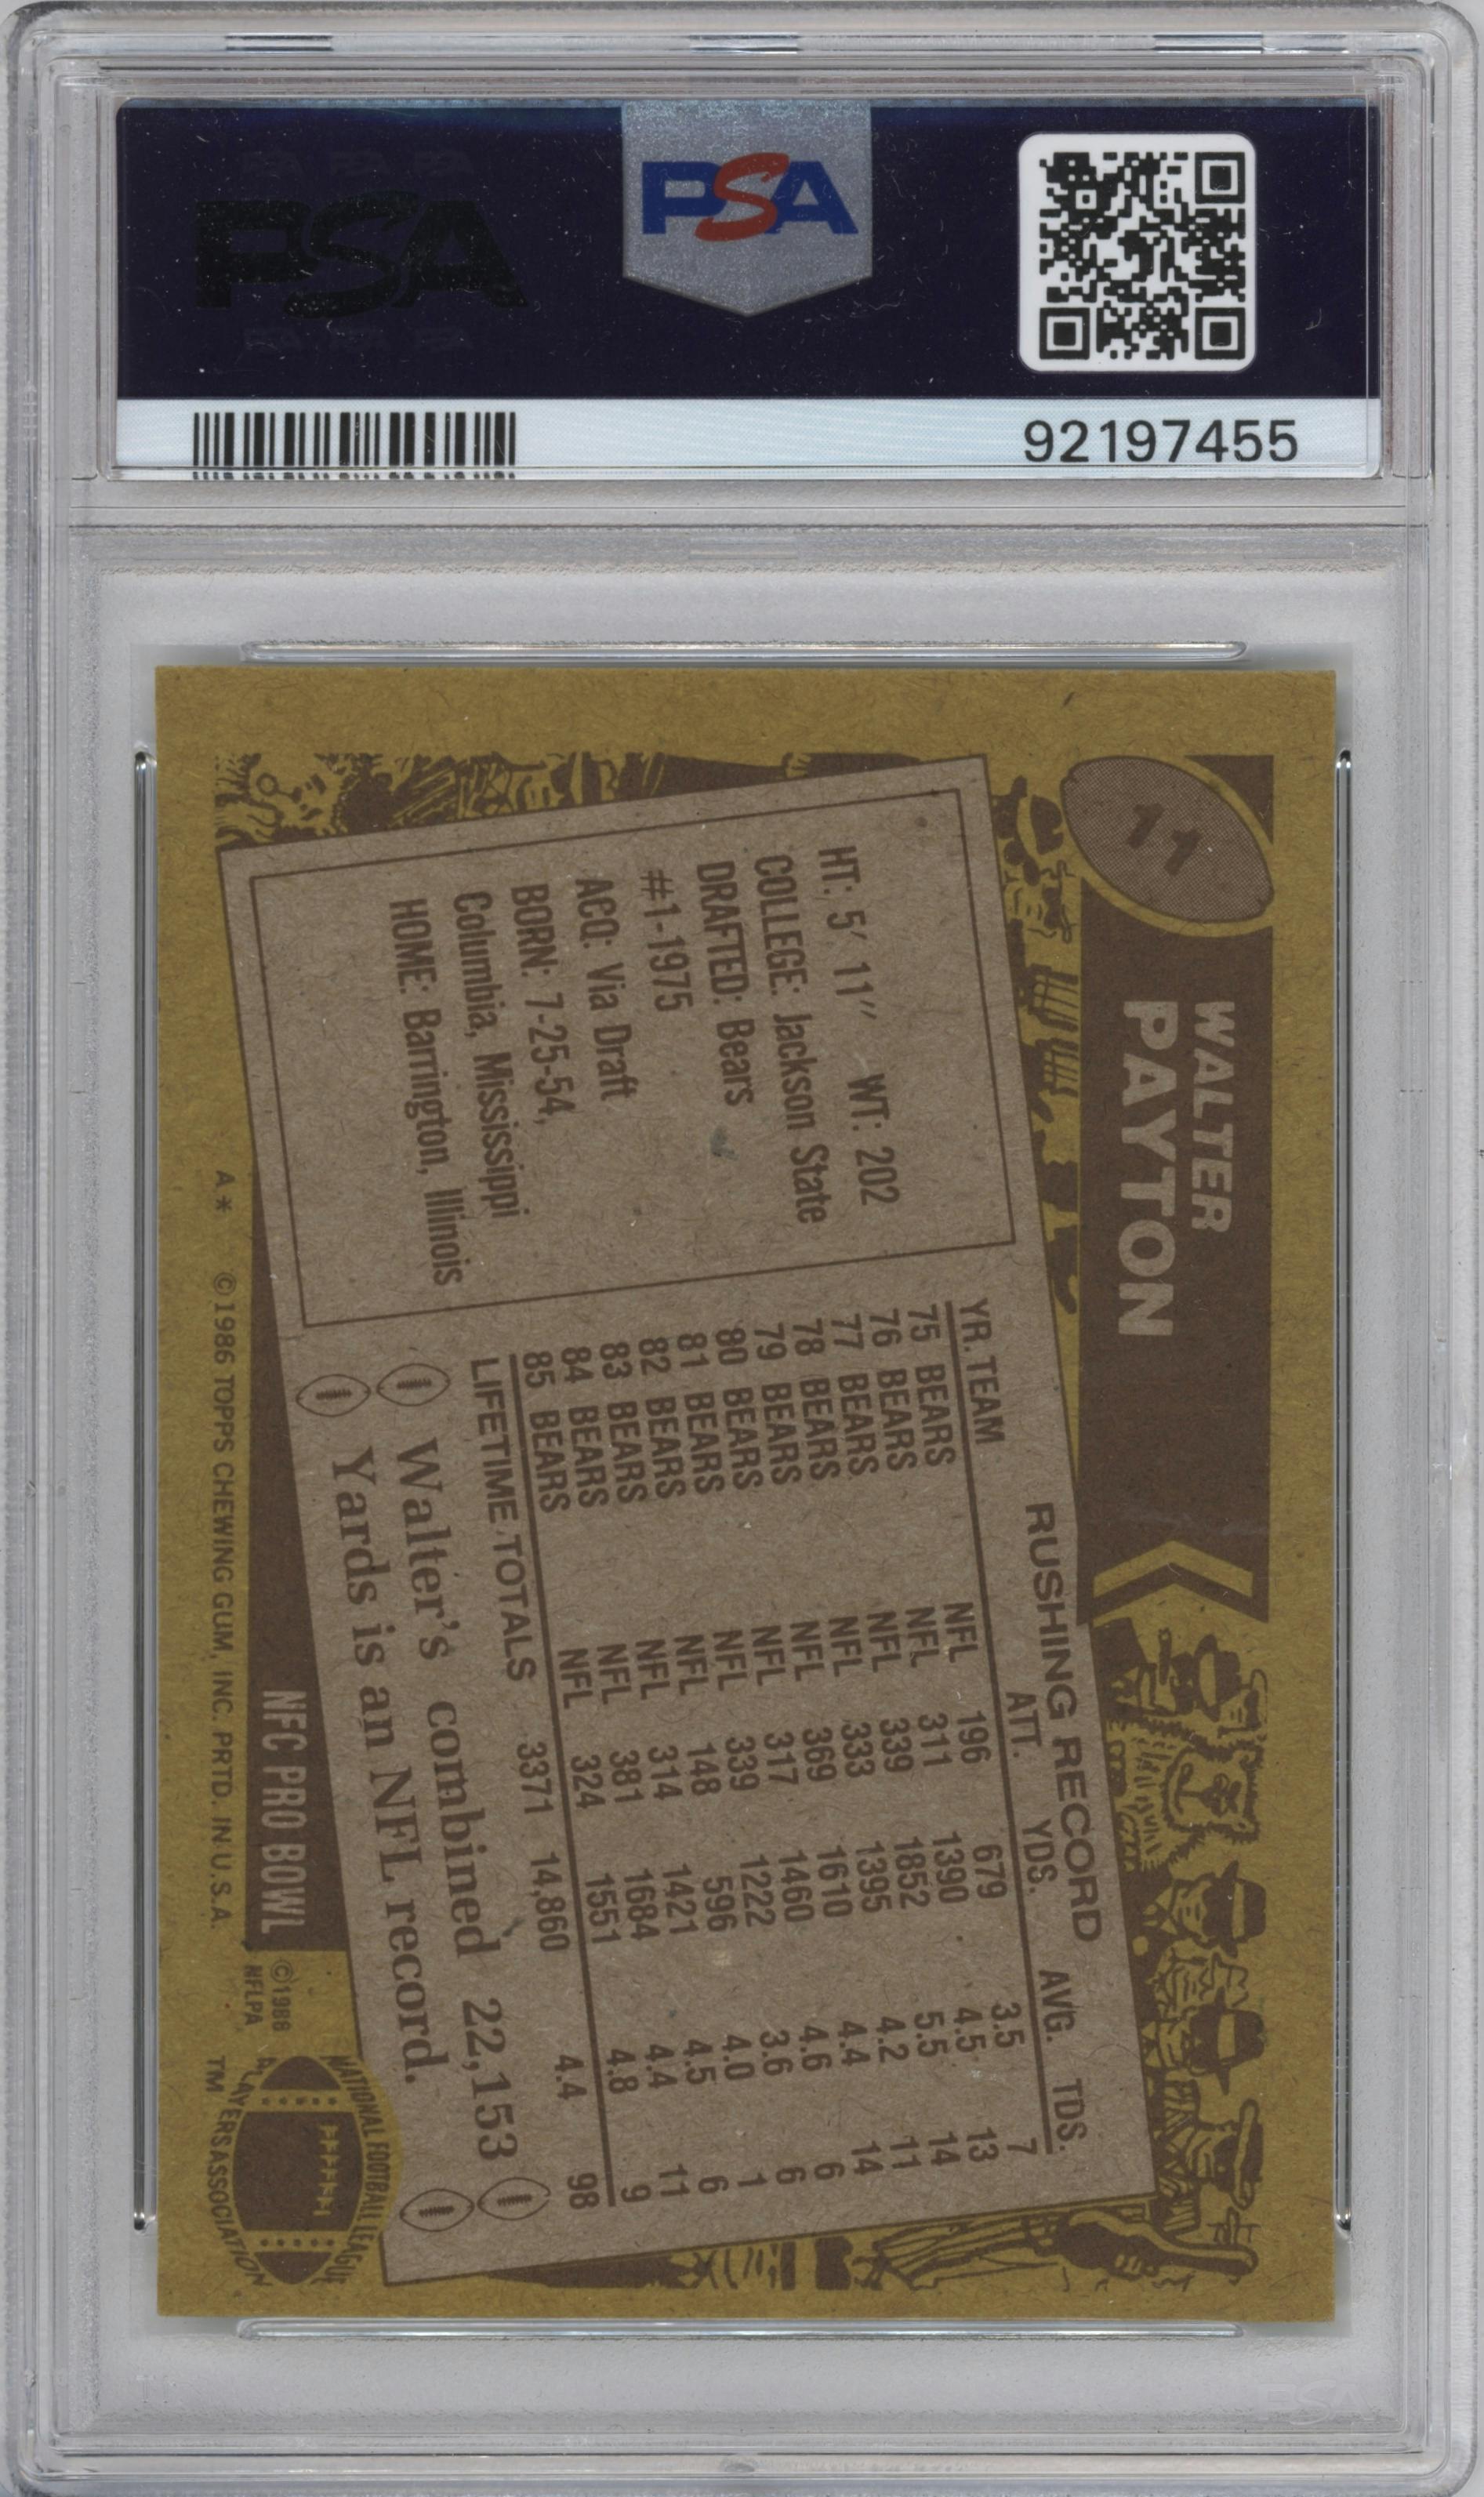 PSA
PSA
92197455
11
WALTER
PAYTON
HT: 5′ 11″ WT: 202
COLLEGE: Jackson State
DRAFTED: Bears
#1-1975
ACQ: Via Draft
BORN: 7-25-54,
Columbia, Mississippi
HOME: Barrington, Illinois
RUSHING RECORD
YR. TEAM ATT. YDS. AVG. TDS.
75 BEARS NFL 196 679 3.5 7
76 BEARS NFL 311 1390 4.5 13
77 BEARS NFL 339 1852 5.5 14
78 BEARS NFL 333 1395 4.2 11
79 BEARS NFL 369 1610 4.4 14
80 BEARS NFL 317 1460 4.6 6
81 BEARS NFL 339 1222 3.6 6
82 BEARS NFL 148 596 4.0 1
83 BEARS NFL 314 1421 4.5 6
84 BEARS NFL 381 1684 4.4 11
85 BEARS NFL 324 1551 4.8 9
LIFETIME TOTALS 3371 14,860 4.4 98
Walter's combined 22,153
Yards is an NFL record.
NFC PRO BOWL
©1986
NFLPA
NATIONAL FOOTBALL LEAGUE
PLAYERS ASSOCIATION
TM
A* ©1986 TOPPS CHEWING GUM, INC. PRTD. IN U.S.A.
PSA